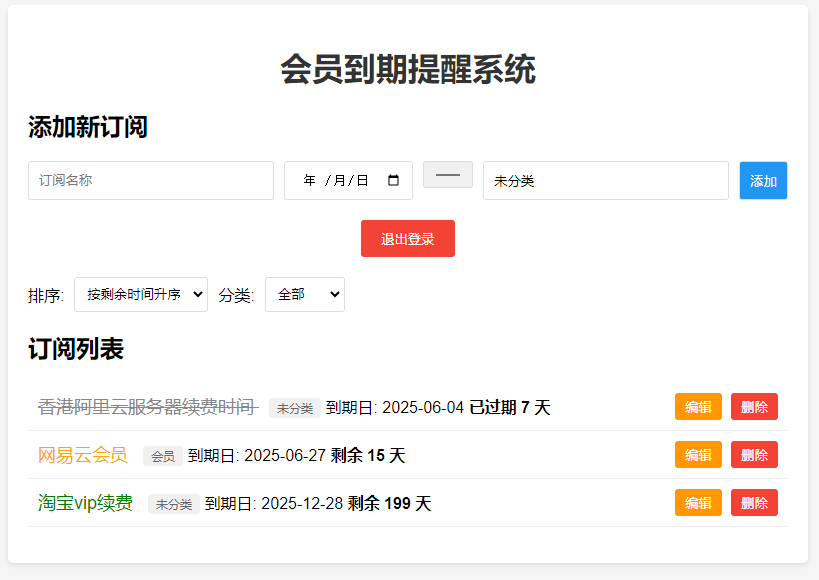 会员到期提醒系统
添加新订阅
订阅名称 年 /月/日 未分类 添加
退出登录
排序: 按剩余时间升序 分类: 全部
订阅列表
香港阿里云服务器续费时间 未分类 到期日: 2025-06-04 已过期 7 天 编辑 删除
网易云会员 会员 到期日: 2025-06-27 剩余 15 天 编辑 删除
淘宝vip续费 未分类 到期日: 2025-12-28 剩余 199 天 编辑 删除